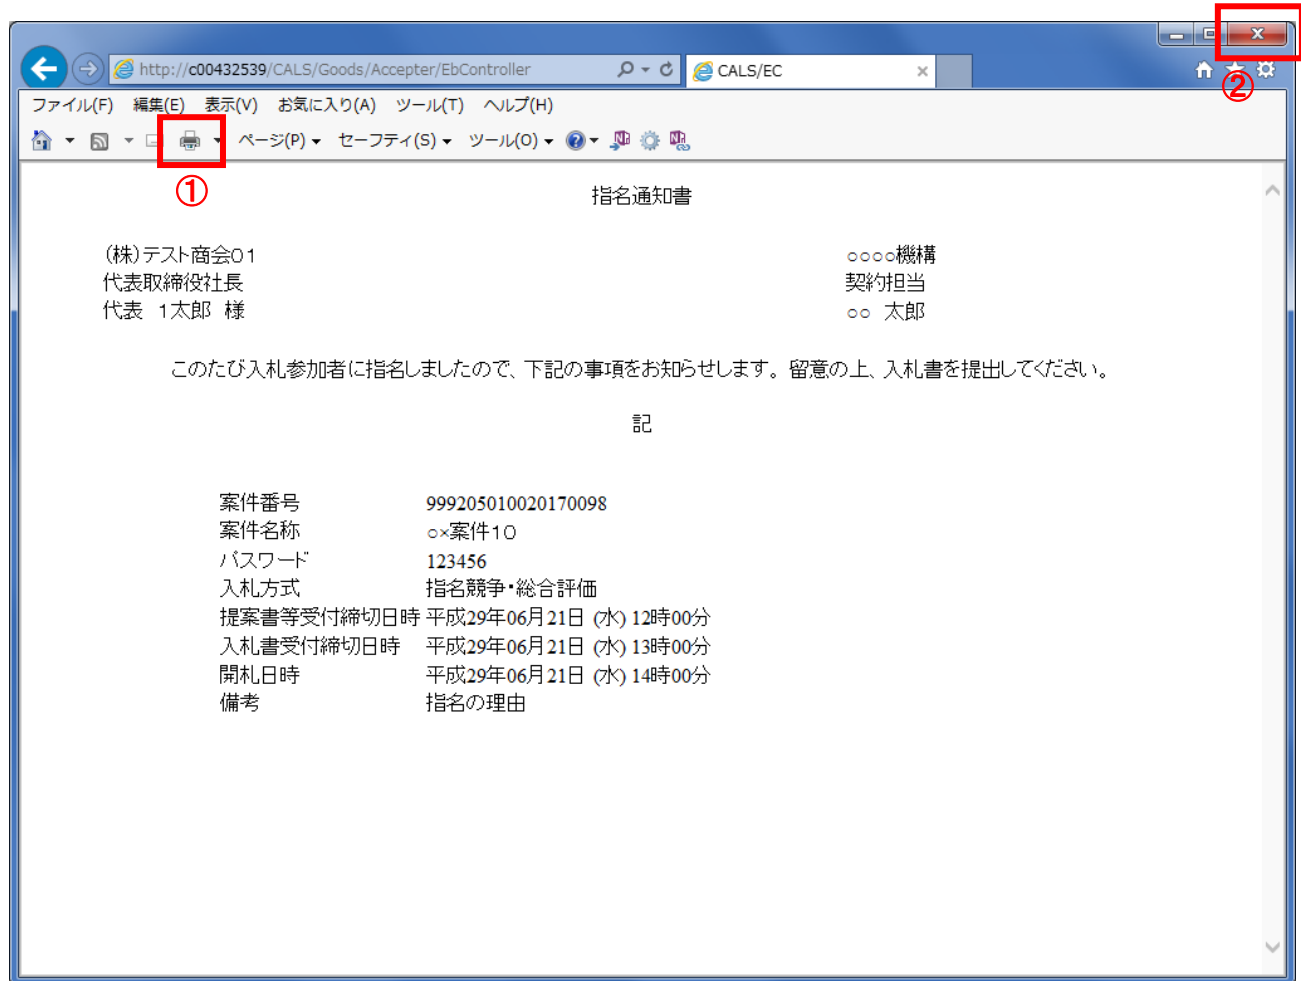 http://c00432539/CALS/Goods/Accepter/EbController
CALS/EC
②
ファイル(F) 編集(E) 表示(V) お気に入り(A) ツール(T) ヘルプ(H)
ページ(P) セーフティ(S) ツール(O)
①
指名通知書
(株)テスト商会01
○○○○機構
代表取締役社長
契約担当
代表 1太郎 様
○○ 太郎
このたび入札参加者に指名しましたので、下記の事項をお知らせします。留意の上、入札書を提出してください。
記
案件番号 999205010020170098
案件名称 ○×案件10
パスワード 123456
入札方式 指名競争・総合評価
提案書等受付締切日時 平成29年06月21日 (水) 12時00分
入札書受付締切日時 平成29年06月21日 (水) 13時00分
開札日時 平成29年06月21日 (水) 14時00分
備考 指名の理由